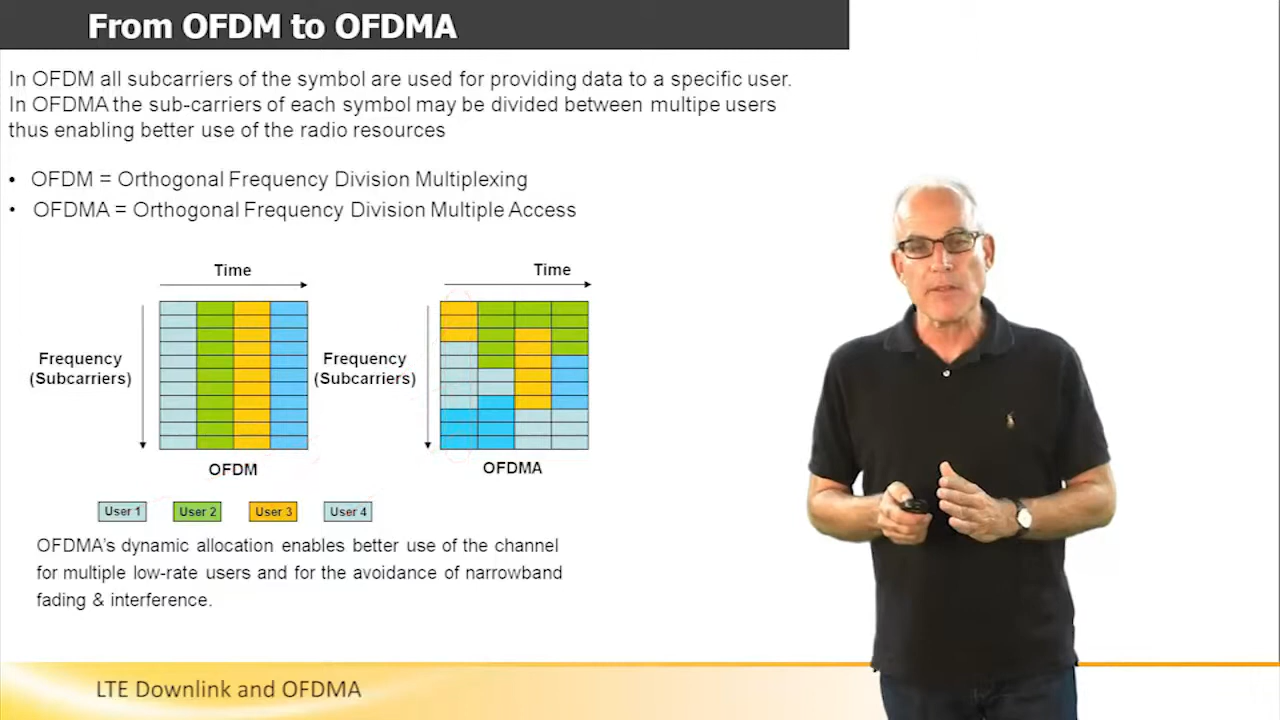 From OFDM to OFDMA
In OFDM all subcarriers of the symbol are used for providing data to a specific user.
In OFDMA the sub-carriers of each symbol may be divided between multipe users
thus enabling better use of the radio resources
• OFDM = Orthogonal Frequency Division Multiplexing
• OFDMA = Orthogonal Frequency Division Multiple Access
Time
Frequency
(Subcarriers)
OFDM
Time
Frequency
(Subcarriers)
OFDMA
User 1
User 2
User 3
User 4
OFDMA's dynamic allocation enables better use of the channel
for multiple low-rate users and for the avoidance of narrowband
fading & interference.
LTE Downlink and OFDMA